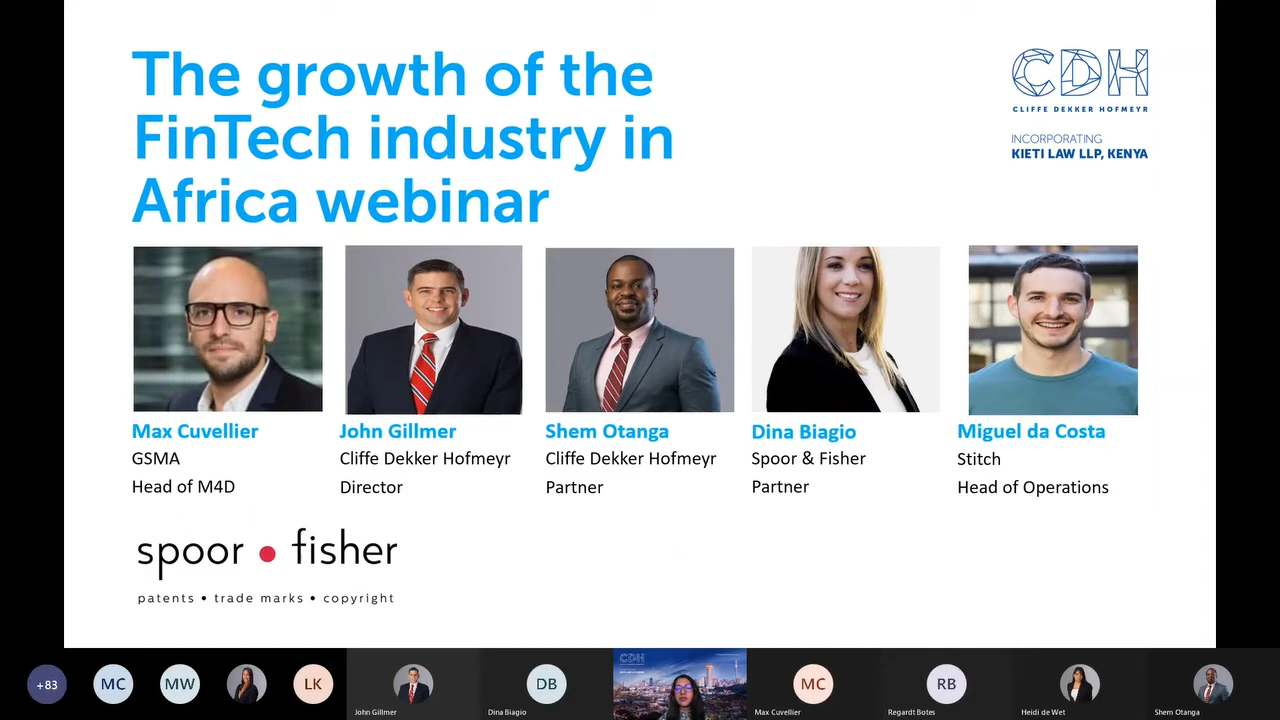 The growth of the
FinTech industry in
Africa webinar
CDH
CLIFFE DEKKER HOFMEYR
INCORPORATING
KIETI LAW LLP, KENYA
Max Cuvellier
GSMA
Head of M4D
John Gillmer
Cliffe Dekker Hofmeyr
Director
Shem Otanga
Cliffe Dekker Hofmeyr
Partner
Dina Biagio
Spoor & Fisher
Partner
Miguel da Costa
Stitch
Head of Operations
spoor • fisher
patents • trade marks • copyright
+83
MC
MW
LK
John Gillmer
DB
Dina Biagio
CDH
MC
Max Cuvellier
RB
Regardt Botes
Heidi de Wet
Shem Otanga